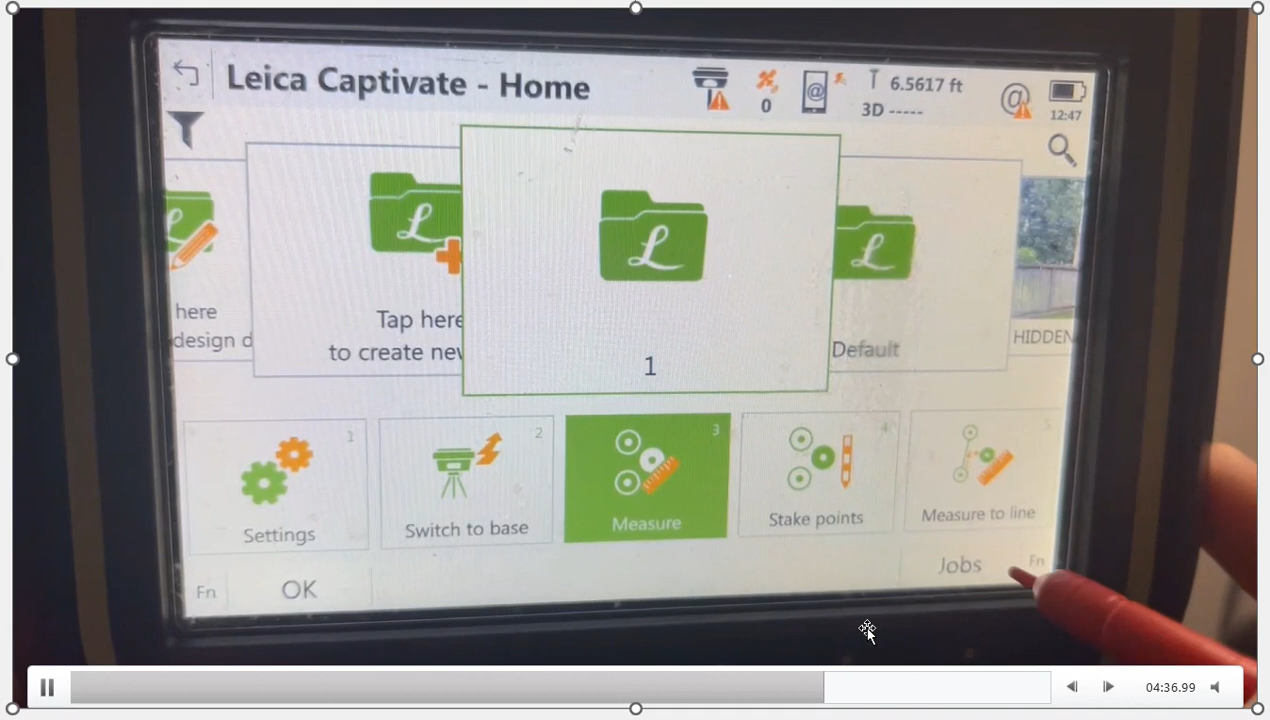 Leica Captivate - Home
0
@
6.5617 ft
3D -----
@
12:47
here
design d
Tap here
to create new
1
Default
HIDDEN
1
Settings
2
Switch to base
3
Measure
4
Stake points
5
Measure to line
Fn
OK
Jobs
Fn
04:36.99